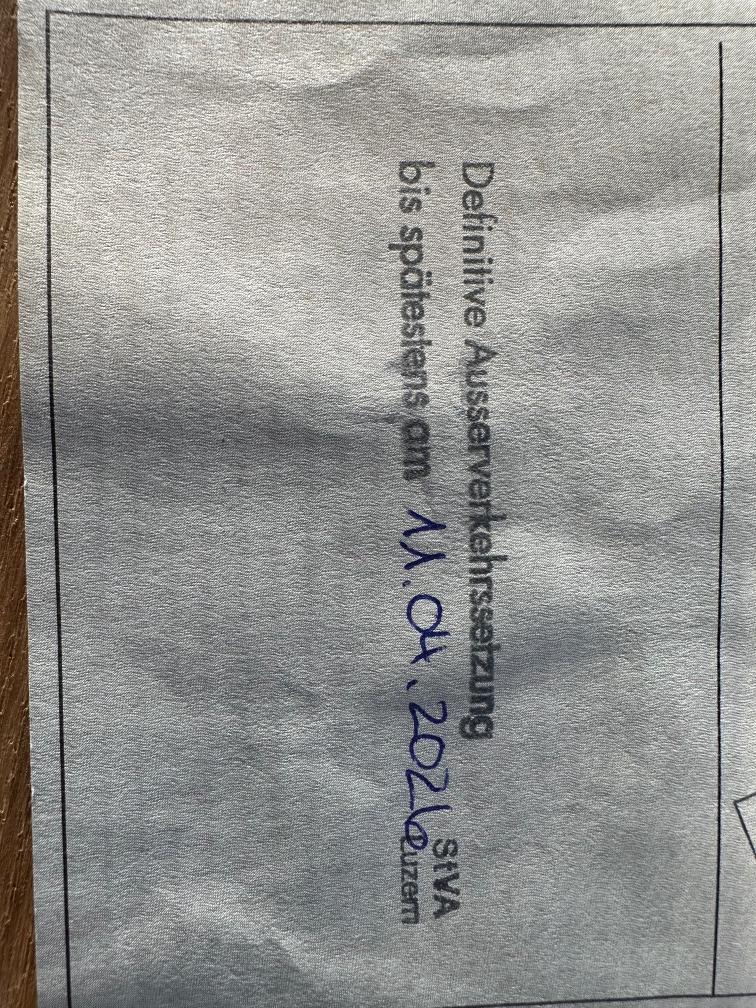 Definitive Ausserverkehrssetzung
bis spätestens am 11.04.2026
StVA
Luzern